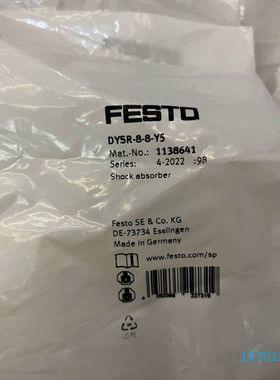 FESTO
DYSR-8-8-Y5
Mat.-No.: 1138641
Series: 4-2022 :98
Shock absorber
Festo SE & Co. KG
DE-73734 Esslingen
Made in Germany
www.festo.com/sp